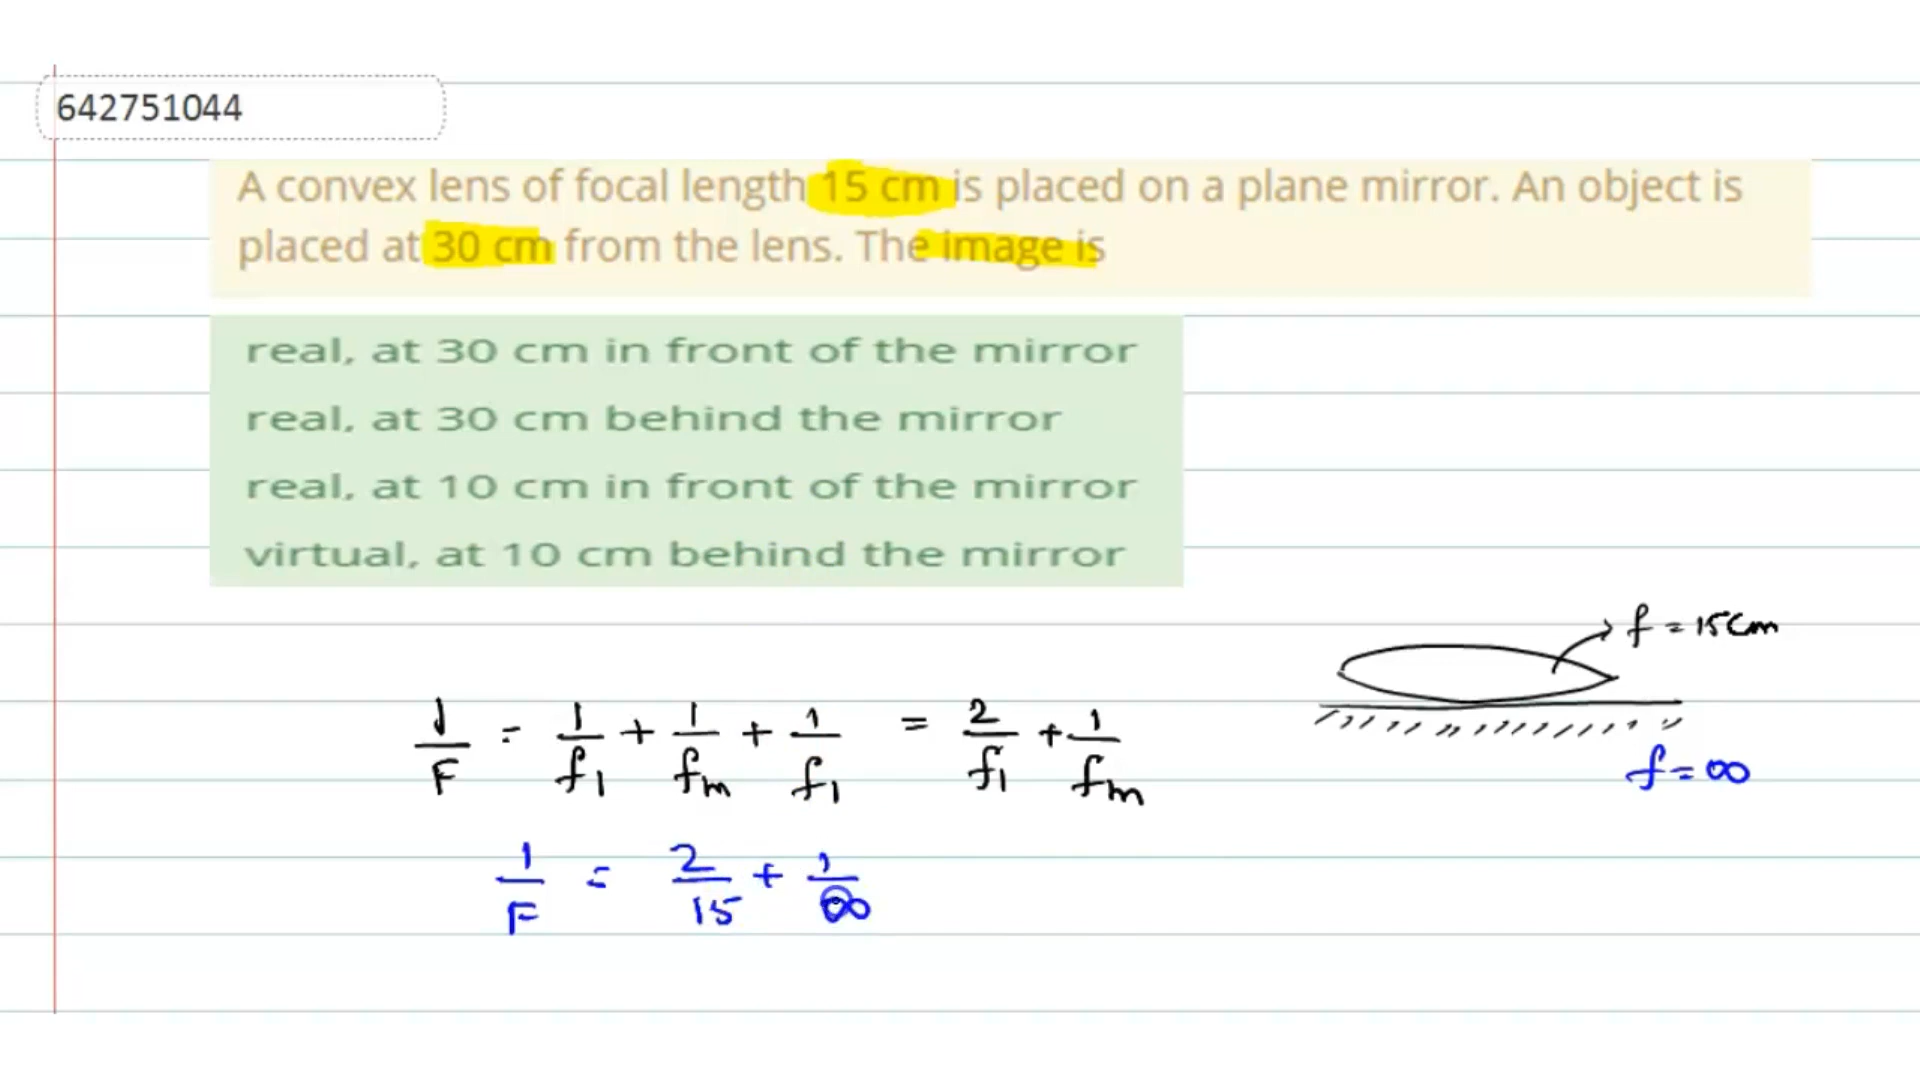 642751044
A convex lens of focal length 15 cm is placed on a plane mirror. An object is
placed at 30 cm from the lens. The image is
real, at 30 cm in front of the mirror
real, at 30 cm behind the mirror
real, at 10 cm in front of the mirror
virtual, at 10 cm behind the mirror
f = 15cm
1/F = 1/f₁ + 1/fₘ + 1/f₁ = 2/f₁ + 1/fₘ
f = ∞
1/F = 2/15 + 1/∞